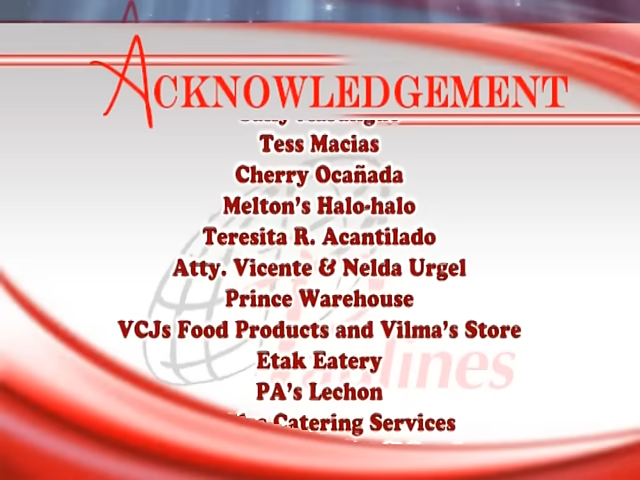 ACKNOWLEDGEMENT
Tess Macias
Cherry Ocañada
Melton's Halo-halo
Teresita R. Acantilado
Atty. Vicente & Nelda Urgel
Prince Warehouse
VCJs Food Products and Vilma's Store
Etak Eatery
PA's Lechon
Catering Services